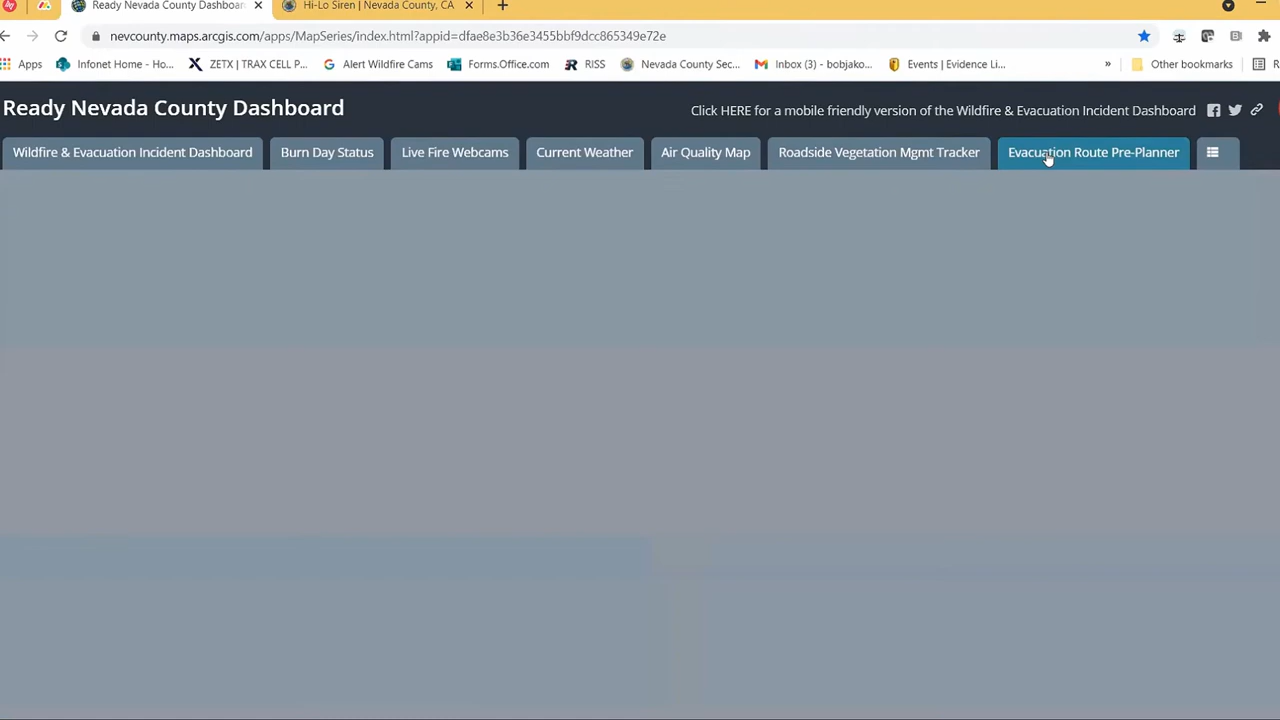 Ready Nevada County Dashboar
Hi-Lo Siren | Nevada County, CA
nevcounty.maps.arcgis.com/apps/MapSeries/index.html?appid=dfae8e3b36e3455bbf9dcc865349e72e
Apps Infonet Home - Ho... ZETX | TRAX CELL P... Alert Wildfire Cams Forms.Office.com RISS Nevada County Sec... Inbox (3) - bobjako... Events | Evidence Li... » Other bookmarks R
Ready Nevada County Dashboard
Click HERE for a mobile friendly version of the Wildfire & Evacuation Incident Dashboard
Wildfire & Evacuation Incident Dashboard Burn Day Status Live Fire Webcams Current Weather Air Quality Map Roadside Vegetation Mgmt Tracker Evacuation Route Pre-Planner